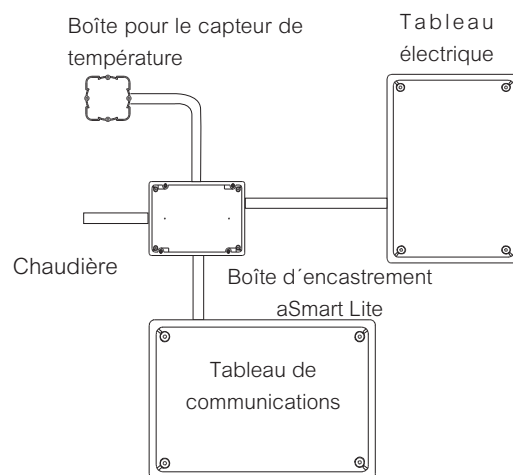 Boîte pour le capteur de
température
Tableau
électrique
Chaudière
Boîte d´encastrement
aSmart Lite
Tableau de
communications